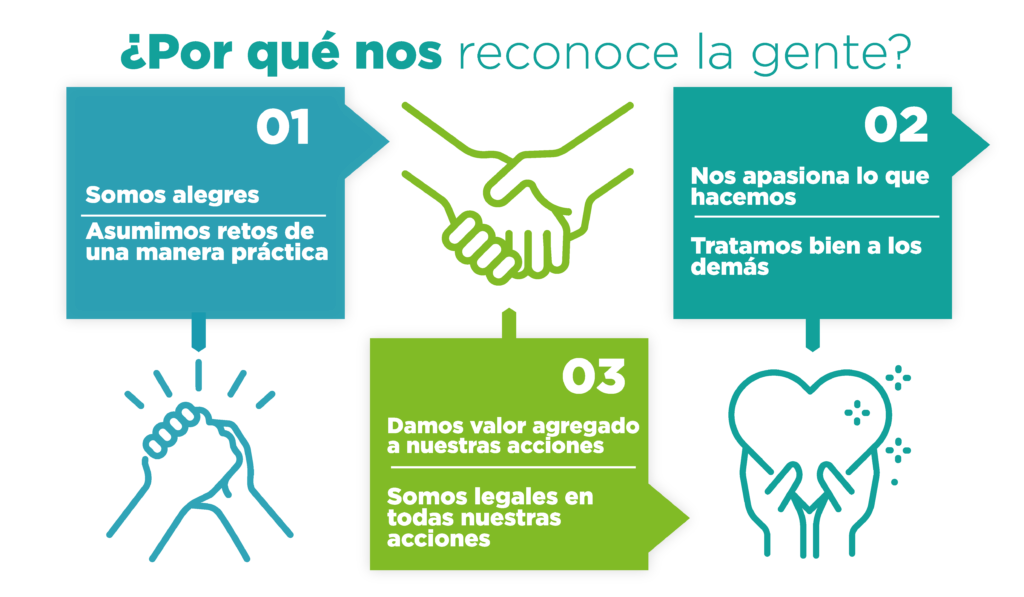 ¿Por qué nos reconoce la gente?
01
Somos alegres
Asumimos retos de
una manera práctica
02
Nos apasiona lo que
hacemos
Tratamos bien a los
demás
03
Damos valor agregado
a nuestras acciones
Somos legales en
todas nuestras
acciones